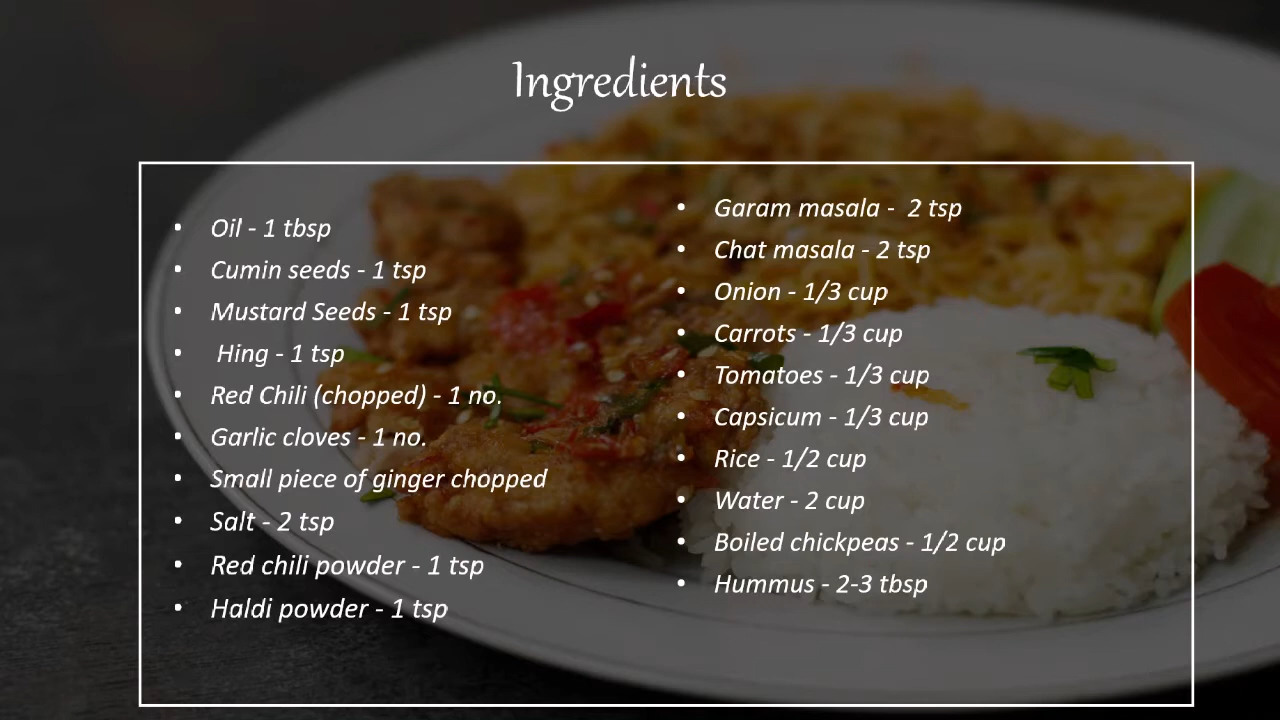 Ingredients
• Oil - 1 tbsp
• Cumin seeds - 1 tsp
• Mustard Seeds - 1 tsp
• Hing - 1 tsp
• Red Chili (chopped) - 1 no.
• Garlic cloves - 1 no.
• Small piece of ginger chopped
• Salt - 2 tsp
• Red chili powder - 1 tsp
• Haldi powder - 1 tsp
• Garam masala - 2 tsp
• Chat masala - 2 tsp
• Onion - 1/3 cup
• Carrots - 1/3 cup
• Tomatoes - 1/3 cup
• Capsicum - 1/3 cup
• Rice - 1/2 cup
• Water - 2 cup
• Boiled chickpeas - 1/2 cup
• Hummus - 2-3 tbsp